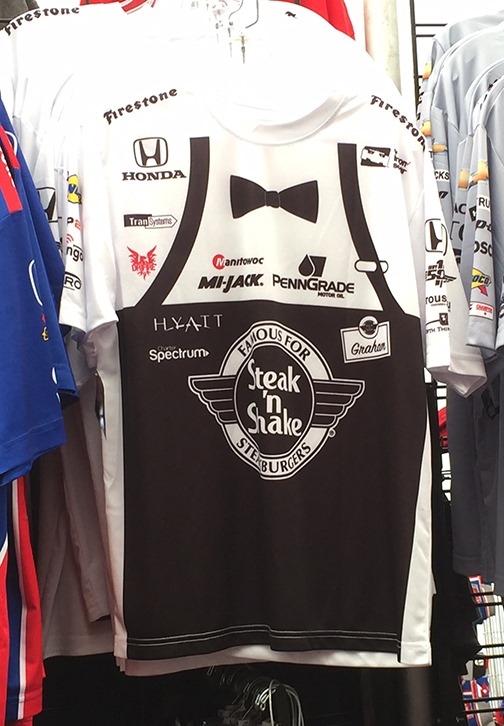 Firestone
Firestone
Firestone
HONDA
TranSystems
Manitowoc
MI-JACK
PENNGRADE
MOTOR OIL
HYATT
Charter
Spectrum
Graham
FAMOUS FOR
Steak
'n
Shake
STEAKBURGERS